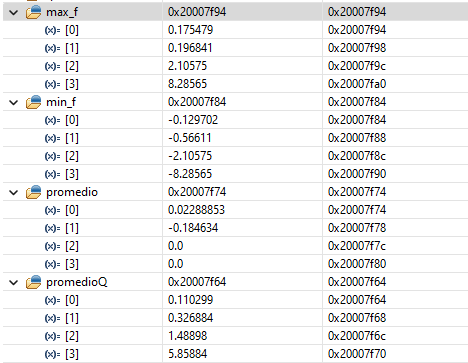 max_f 0x20007f94 0x20007f94
(x)= [0] 0.175479 0x20007f94
(x)= [1] 0.196841 0x20007f98
(x)= [2] 2.10575 0x20007f9c
(x)= [3] 8.28565 0x20007fa0
min_f 0x20007f84 0x20007f84
(x)= [0] -0.129702 0x20007f84
(x)= [1] -0.56611 0x20007f88
(x)= [2] -2.10575 0x20007f8c
(x)= [3] -8.28565 0x20007f90
promedio 0x20007f74 0x20007f74
(x)= [0] 0.02288853 0x20007f74
(x)= [1] -0.184634 0x20007f78
(x)= [2] 0.0 0x20007f7c
(x)= [3] 0.0 0x20007f80
promedioQ 0x20007f64 0x20007f64
(x)= [0] 0.110299 0x20007f64
(x)= [1] 0.326884 0x20007f68
(x)= [2] 1.48898 0x20007f6c
(x)= [3] 5.85884 0x20007f70